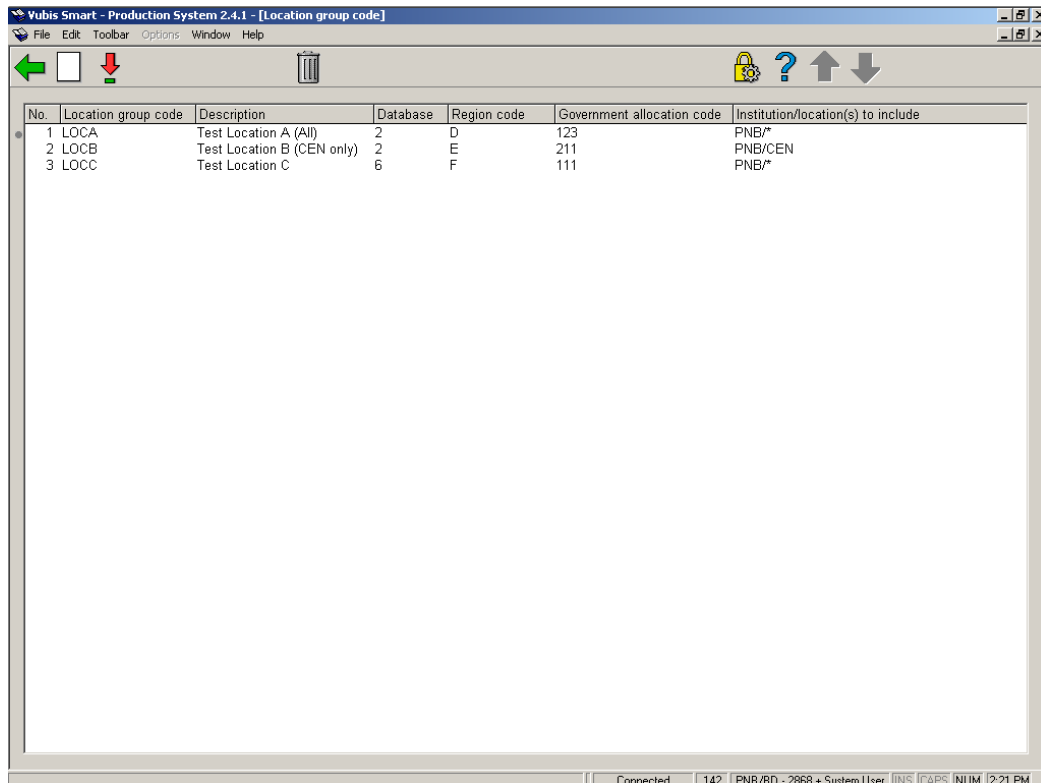 Vubis Smart - Production System 2.4.1 - [Location group code]
File Edit Toolbar Options Window Help
No. Location group code Description Database Region code Government allocation code Institution/location(s) to include
1 LOCA Test Location A (All) 2 D 123 PNB/*
2 LOCB Test Location B (CEN only) 2 E 211 PNB/CEN
3 LOCC Test Location C 6 F 111 PNB/*
Connected 142 PNB/BD - 2868 + System User INS CAPS NUM 2:21 PM